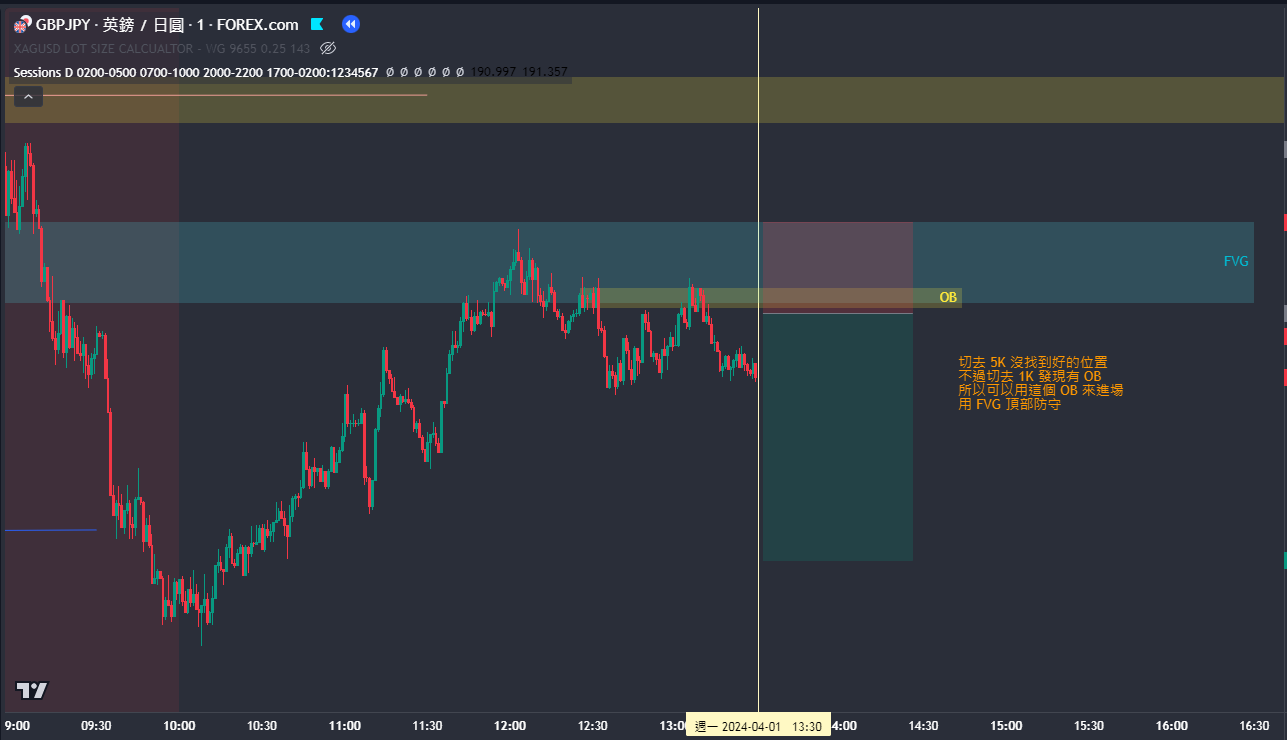 GBPJPY · 英鎊 / 日圓 · 1 · FOREX.com
XAGUSD LOT SIZE CALCUALTOR - WG 9655 0.25 143
Sessions D 0200-0500 0700-1000 2000-2200 1700-0200:1234567 Ø Ø Ø Ø Ø Ø 190.997 191.357
FVG
OB
切去 5K 沒找到好的位置
不過切去 1K 發現有 OB
所以可以用這個 OB 來進場
用 FVG 頂部防守
9:00 09:30 10:00 10:30 11:00 11:30 12:00 12:30 13:00 週一 2024-04-01 13:30 4:00 14:30 15:00 15:30 16:00 16:30